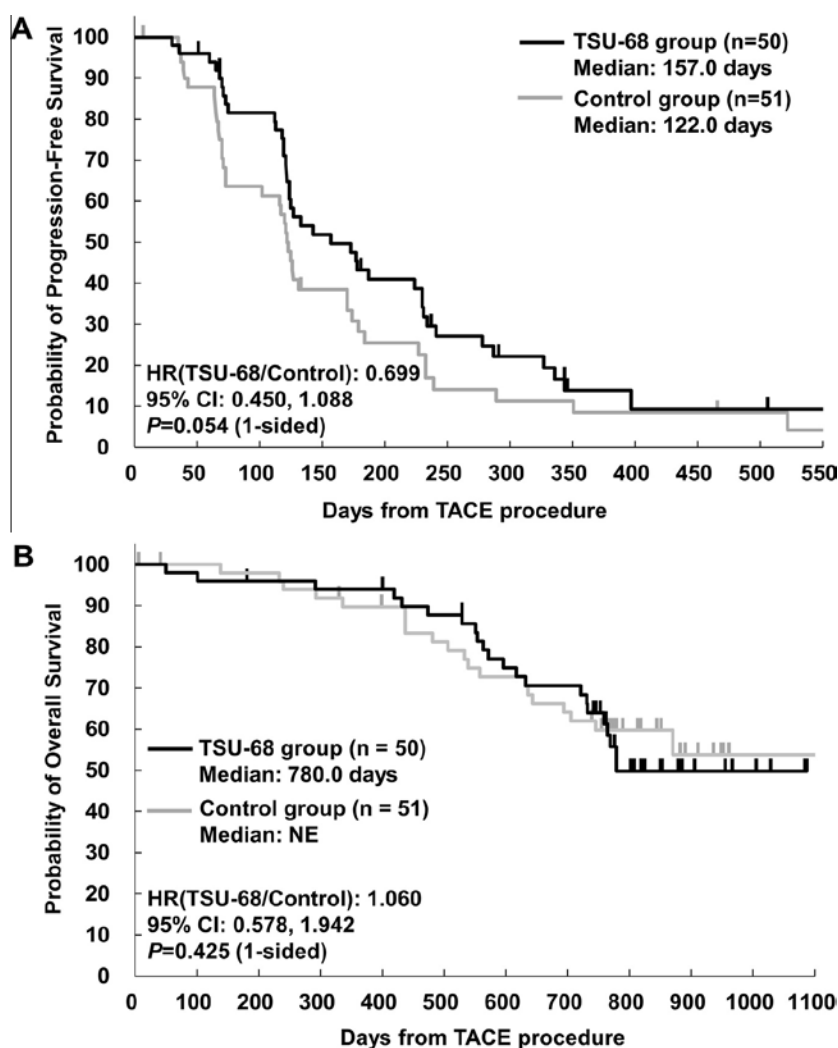 A
Probability of Progression-Free Survival
100
90
80
70
60
50
40
30
20
10
0
TSU-68 group (n=50)
Median: 157.0 days
Control group (n=51)
Median: 122.0 days
HR(TSU-68/Control): 0.699
95% CI: 0.450, 1.088
P=0.054 (1-sided)
0 50 100 150 200 250 300 350 400 450 500 550
Days from TACE procedure
B
Probability of Overall Survival
100
90
80
70
60
50
40
30
20
10
0
TSU-68 group (n = 50)
Median: 780.0 days
Control group (n = 51)
Median: NE
HR(TSU-68/Control): 1.060
95% CI: 0.578, 1.942
P=0.425 (1-sided)
0 100 200 300 400 500 600 700 800 900 1000 1100
Days from TACE procedure